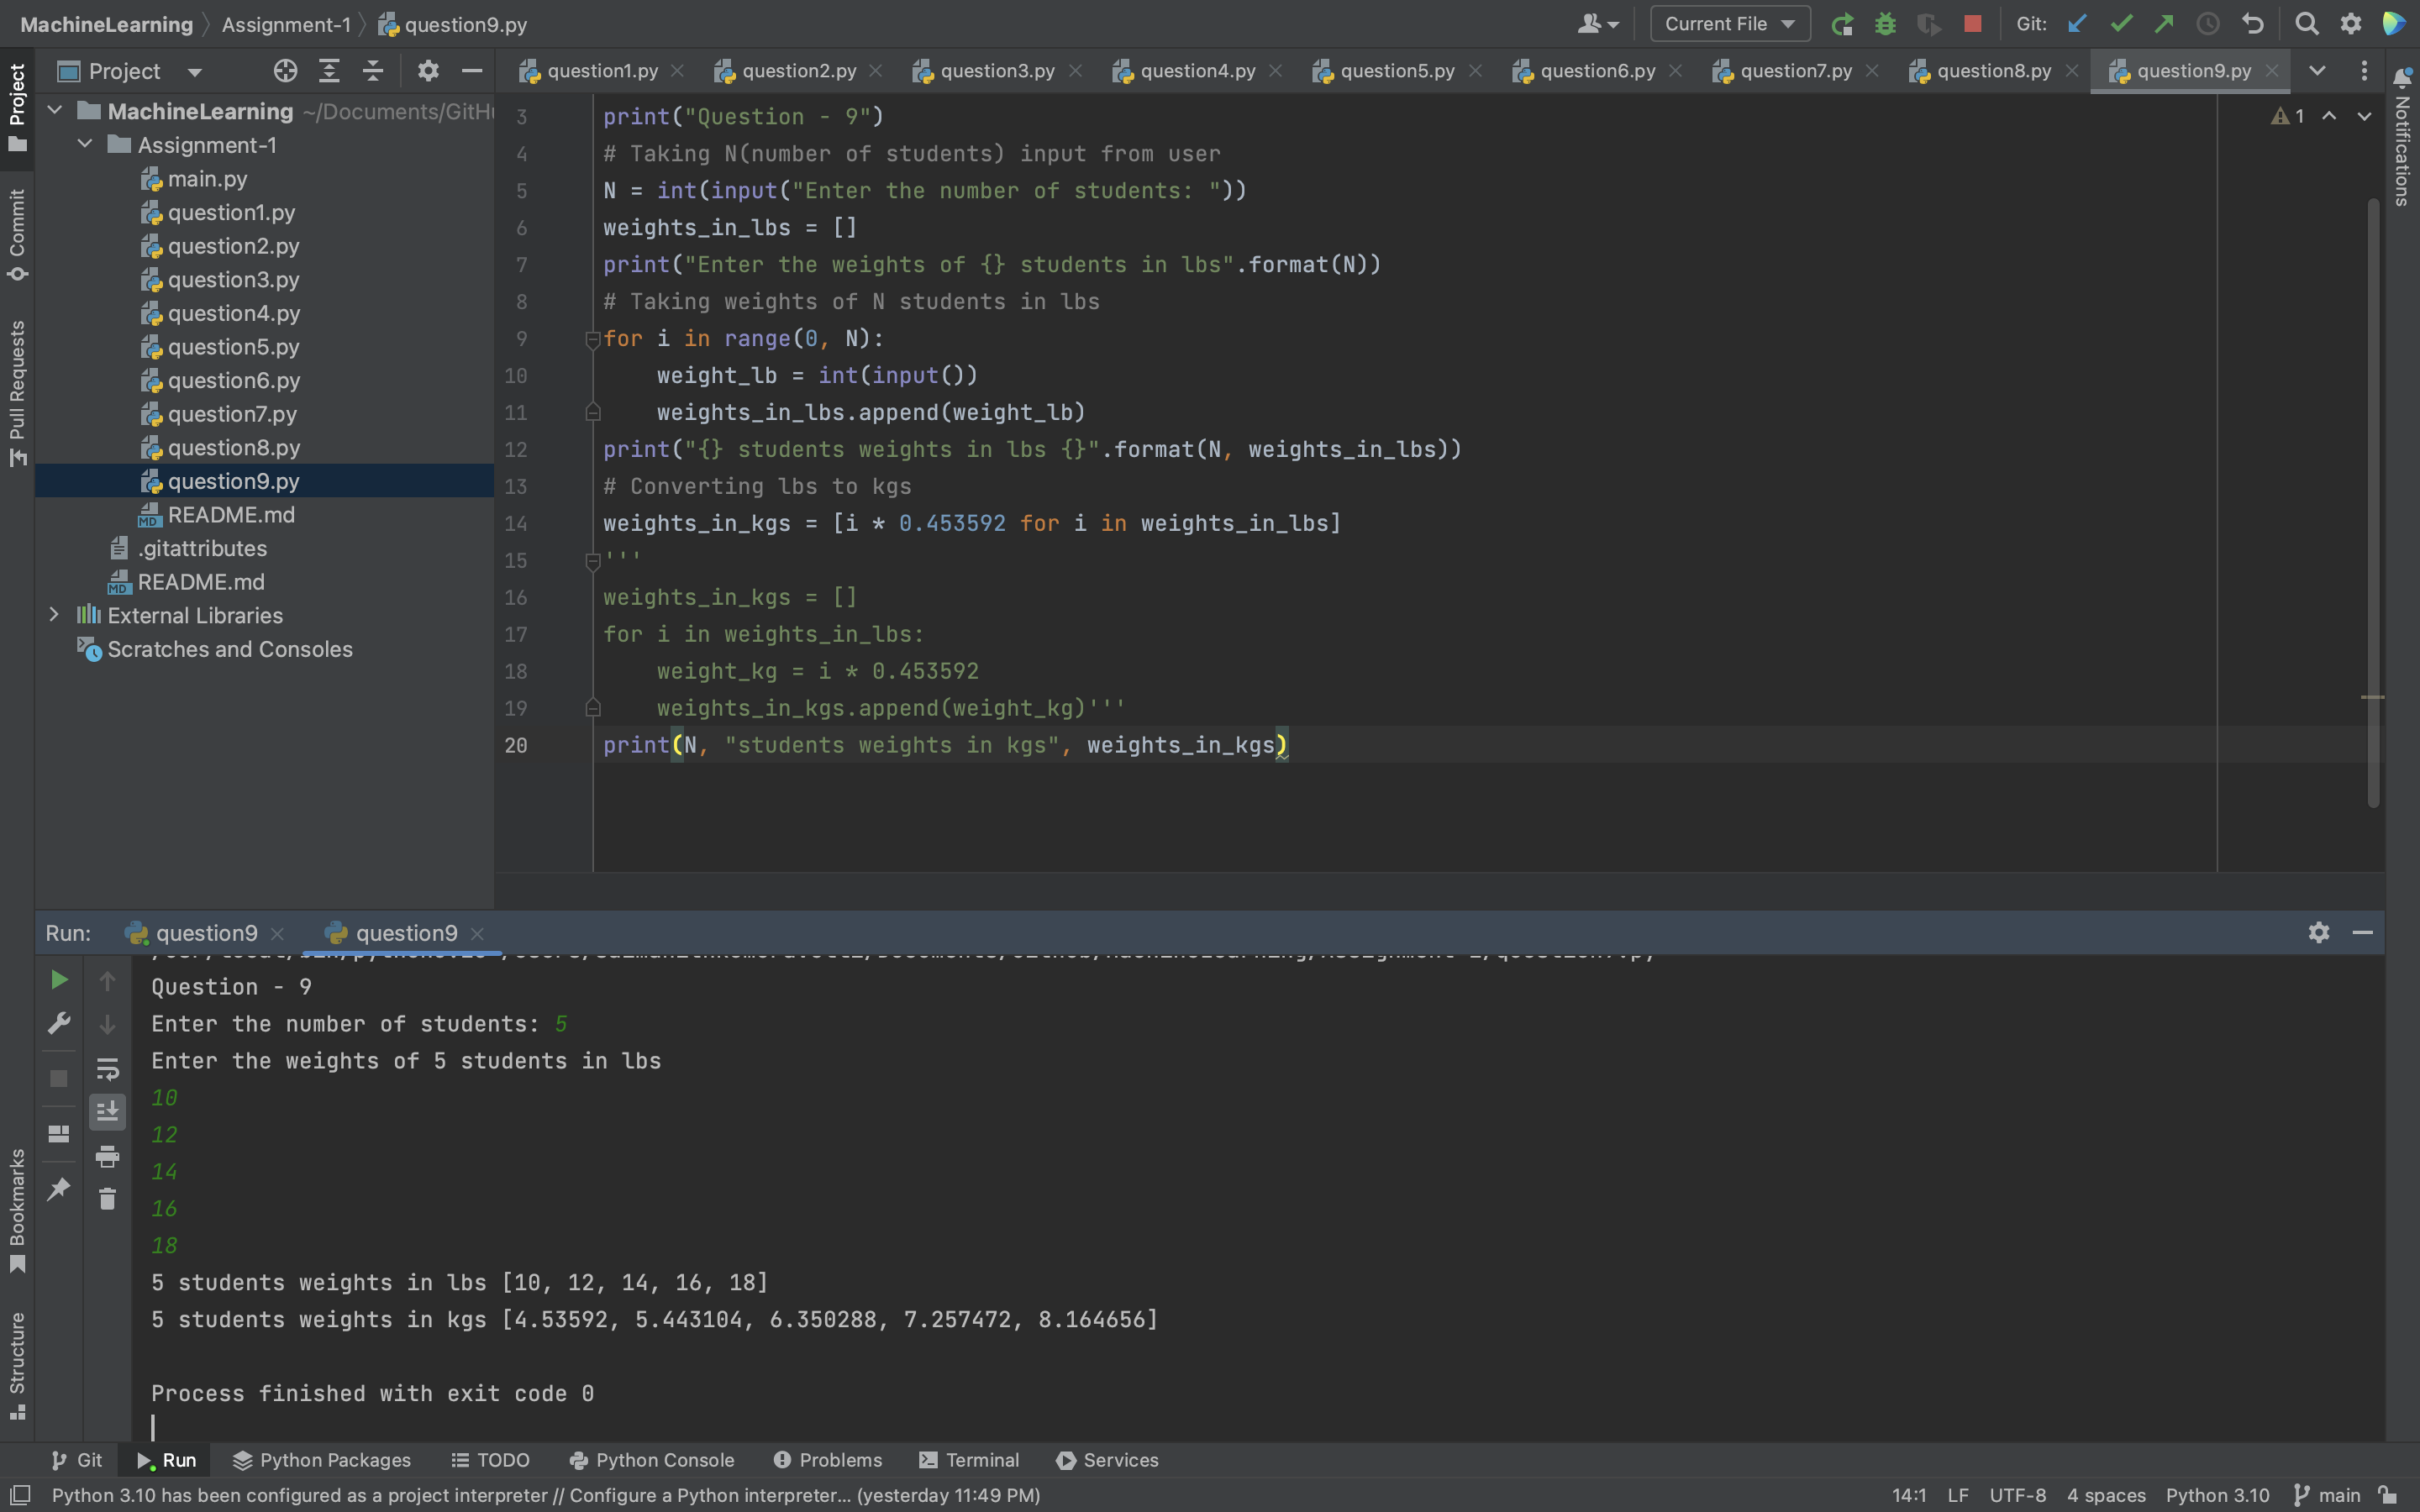 MachineLearning Assignment-1 question9.py
Current File Git:
Project
question1.py question2.py question3.py question4.py question5.py question6.py question7.py question8.py question9.py
Project
Commit
Pull Requests
Bookmarks
Structure
Notifications
MachineLearning ~/Documents/GitH
Assignment-1
main.py
question1.py
question2.py
question3.py
question4.py
question5.py
question6.py
question7.py
question8.py
question9.py
README.md
.gitattributes
README.md
External Libraries
Scratches and Consoles
1
3 print("Question - 9")
4 # Taking N(number of students) input from user
5 N = int(input("Enter the number of students: "))
6 weights_in_lbs = []
7 print("Enter the weights of {} students in lbs".format(N))
8 # Taking weights of N students in lbs
9 for i in range(0, N):
10 weight_lb = int(input())
11 weights_in_lbs.append(weight_lb)
12 print("{} students weights in lbs {}".format(N, weights_in_lbs))
13 # Converting lbs to kgs
14 weights_in_kgs = [i * 0.453592 for i in weights_in_lbs]
15 '''
16 weights_in_kgs = []
17 for i in weights_in_lbs:
18 weight_kg = i * 0.453592
19 weights_in_kgs.append(weight_kg)'''
20 print(N, "students weights in kgs", weights_in_kgs)
Run: question9 question9
Question - 9
Enter the number of students: 5
Enter the weights of 5 students in lbs
10
12
14
16
18
5 students weights in lbs [10, 12, 14, 16, 18]
5 students weights in kgs [4.53592, 5.443104, 6.350288, 7.257472, 8.164656]
Process finished with exit code 0
Git Run Python Packages TODO Python Console Problems Terminal Services
Python 3.10 has been configured as a project interpreter // Configure a Python interpreter... (yesterday 11:49 PM) 14:1 LF UTF-8 4 spaces Python 3.10 main